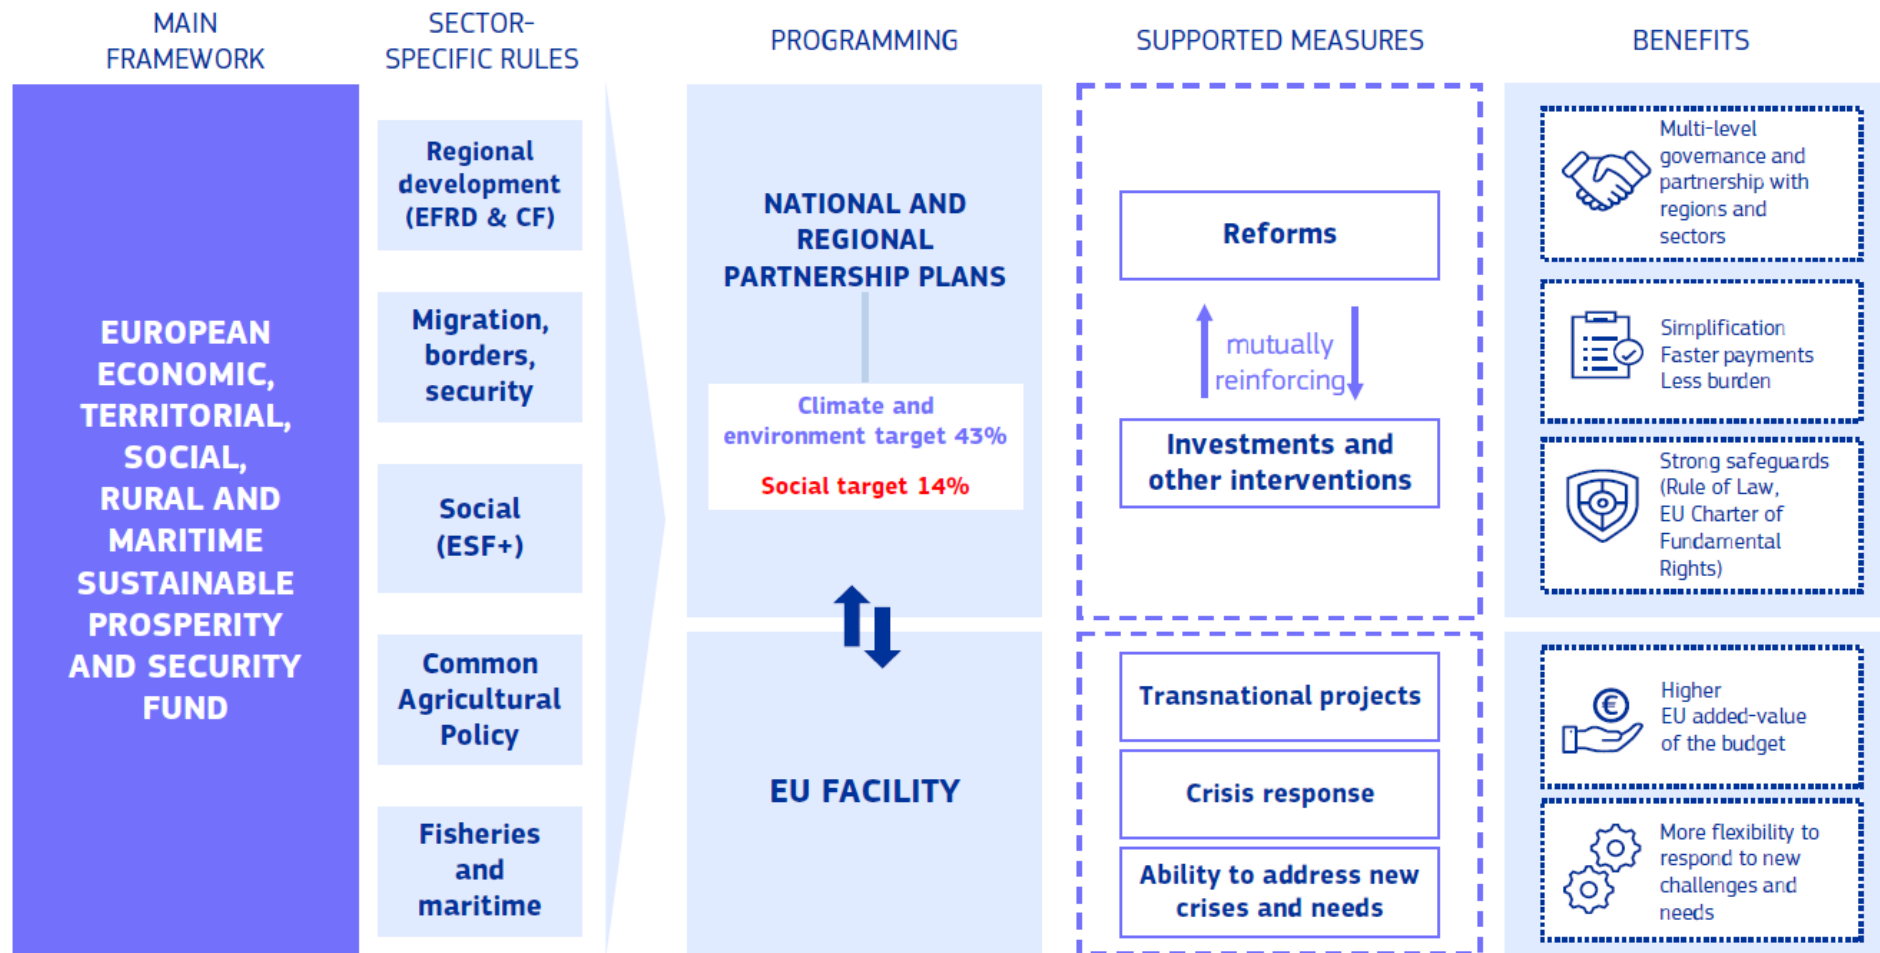 MAIN
FRAMEWORK
SECTOR-
SPECIFIC RULES
PROGRAMMING
SUPPORTED MEASURES
BENEFITS
EUROPEAN
ECONOMIC,
TERRITORIAL,
SOCIAL,
RURAL AND
MARITIME
SUSTAINABLE
PROSPERITY
AND SECURITY
FUND
Regional
development
(EFRD & CF)
Migration,
borders,
security
Social
(ESF+)
Common
Agricultural
Policy
Fisheries
and
maritime
NATIONAL AND
REGIONAL
PARTNERSHIP PLANS
Climate and
environment target 43%
Social target 14%
EU FACILITY
Reforms
mutually
reinforcing
Investments and
other interventions
Transnational projects
Crisis response
Ability to address new
crises and needs
Multi-level
governance and
partnership with
regions and
sectors
Simplification
Faster payments
Less burden
Strong safeguards
(Rule of Law,
EU Charter of
Fundamental
Rights)
€
Higher
EU added-value
of the budget
More flexibility to
respond to new
challenges and
needs